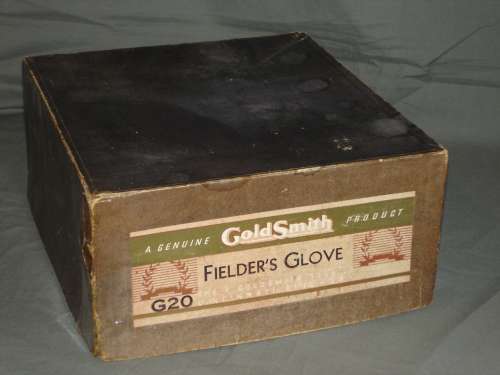 A GENUINE GoldSmith PRODUCT
FIELDER'S GLOVE
G20